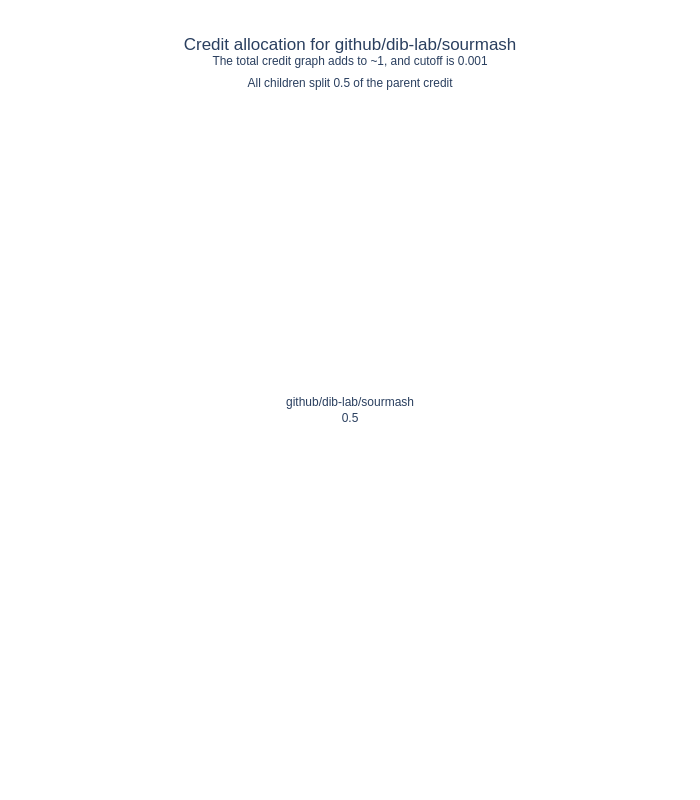 Credit allocation for github/dib-lab/sourmash
The total credit graph adds to ~1, and cutoff is 0.001
All children split 0.5 of the parent credit
github/dib-lab/sourmash
0.5